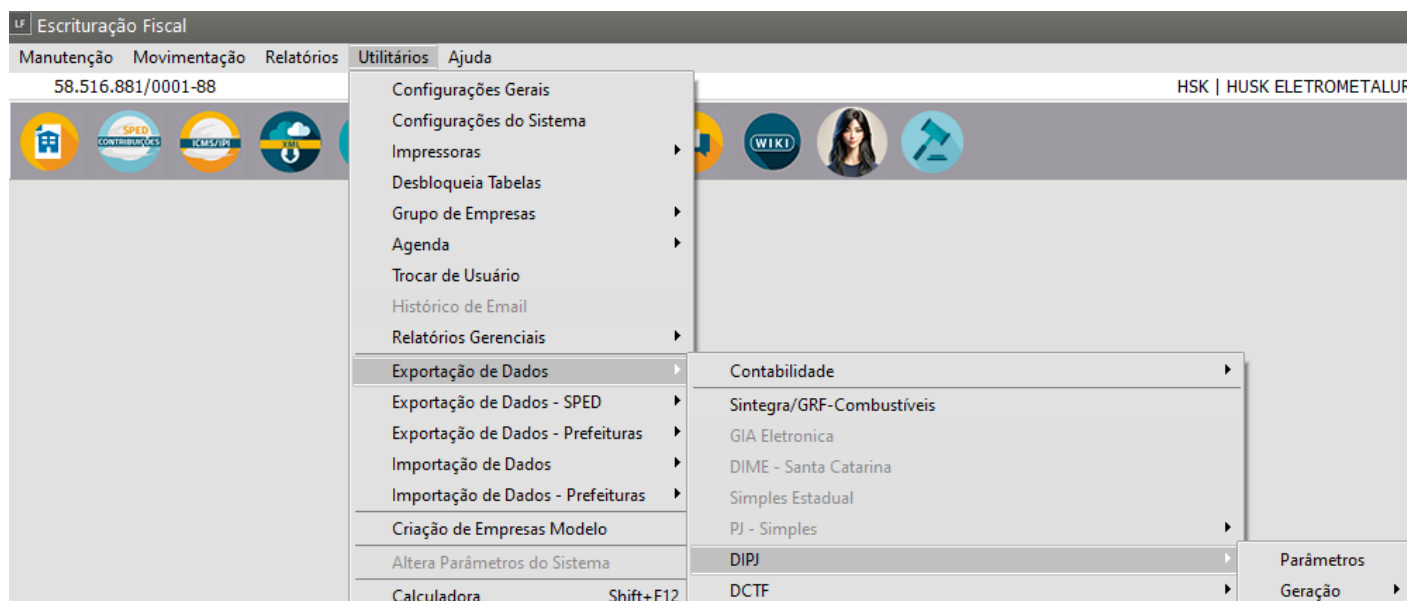 LF Escrituração Fiscal
Manutenção Movimentação Relatórios Utilitários Ajuda
58.516.881/0001-88 HSK | HUSK ELETROMETALUR
SPED CONTRIBUIÇÕES ICMS/IPI XML WIKI
Configurações Gerais
Configurações do Sistema
Impressoras
Desbloqueia Tabelas
Grupo de Empresas
Agenda
Trocar de Usuário
Histórico de Email
Relatórios Gerenciais
Exportação de Dados Contabilidade
Exportação de Dados - SPED Sintegra/GRF-Combustíveis
Exportação de Dados - Prefeituras GIA Eletronica
Importação de Dados DIME - Santa Catarina
Importação de Dados - Prefeituras Simples Estadual
Criação de Empresas Modelo PJ - Simples
Altera Parâmetros do Sistema DIPJ Parâmetros
Calculadora Shift+F12 DCTF Geração